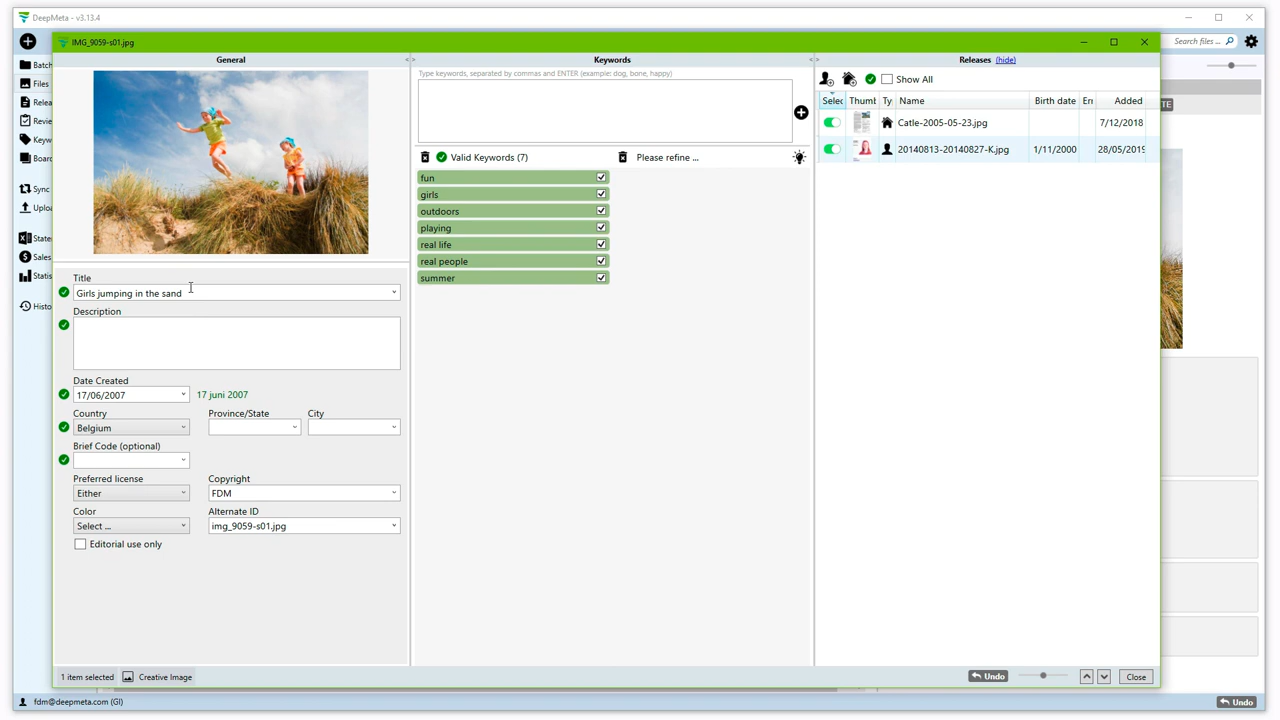 DeepMeta - v3.13.4
IMG_9059-s01.jpg
Search files ...
Batch
Files
Relea
Revie
Keyw
Board
Sync
Uploa
State
Sales
Statis
Histo
General
Title
Girls jumping in the sand
Description
Date Created
17/06/2007
17 juni 2007
Country
Province/State
City
Belgium
Brief Code (optional)
Preferred license
Copyright
Either
FDM
Color
Alternate ID
Select ...
img_9059-s01.jpg
Editorial use only
Keywords
Type keywords, separated by commas and ENTER (example: dog, bone, happy)
Valid Keywords (7)
Please refine ...
fun
girls
outdoors
playing
real life
real people
summer
Releases (hide)
Show All
Selec Thumb Ty Name Birth date En Added
Catle-2005-05-23.jpg 7/12/2018
20140813-20140827-K.jpg 1/11/2000 28/05/2019
TE
1 item selected
Creative Image
Undo
Close
fdm@deepmeta.com (GI)
Undo